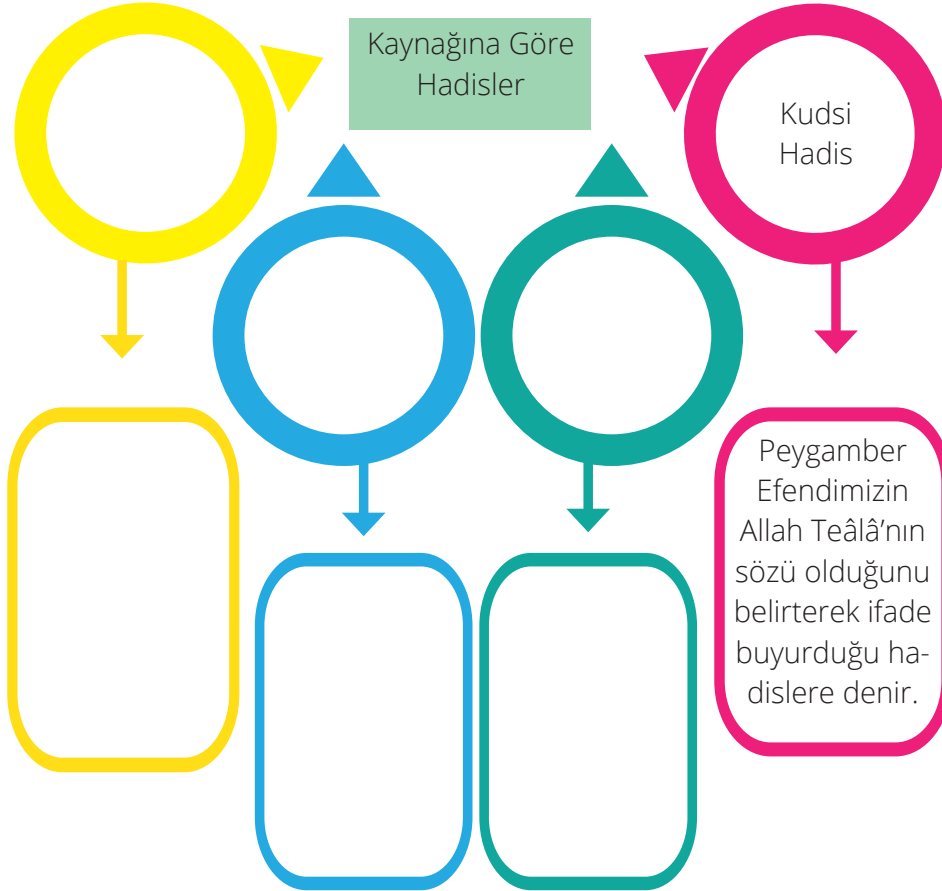 Kaynağına Göre
Hadisler
Kudsi
Hadis
Peygamber
Efendimizin
Allah Teâlâ’nın
sözü olduğunu
belirterek ifade
buyurduğu ha-
dislere denir.